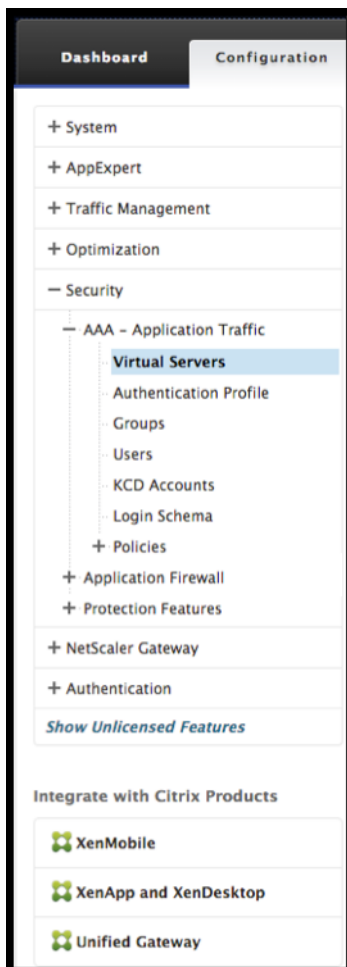 Dashboard Configuration
+ System
+ AppExpert
+ Traffic Management
+ Optimization
− Security
− AAA – Application Traffic
Virtual Servers
Authentication Profile
Groups
Users
KCD Accounts
Login Schema
+ Policies
+ Application Firewall
+ Protection Features
+ NetScaler Gateway
+ Authentication
Show Unlicensed Features
Integrate with Citrix Products
XenMobile
XenApp and XenDesktop
Unified Gateway